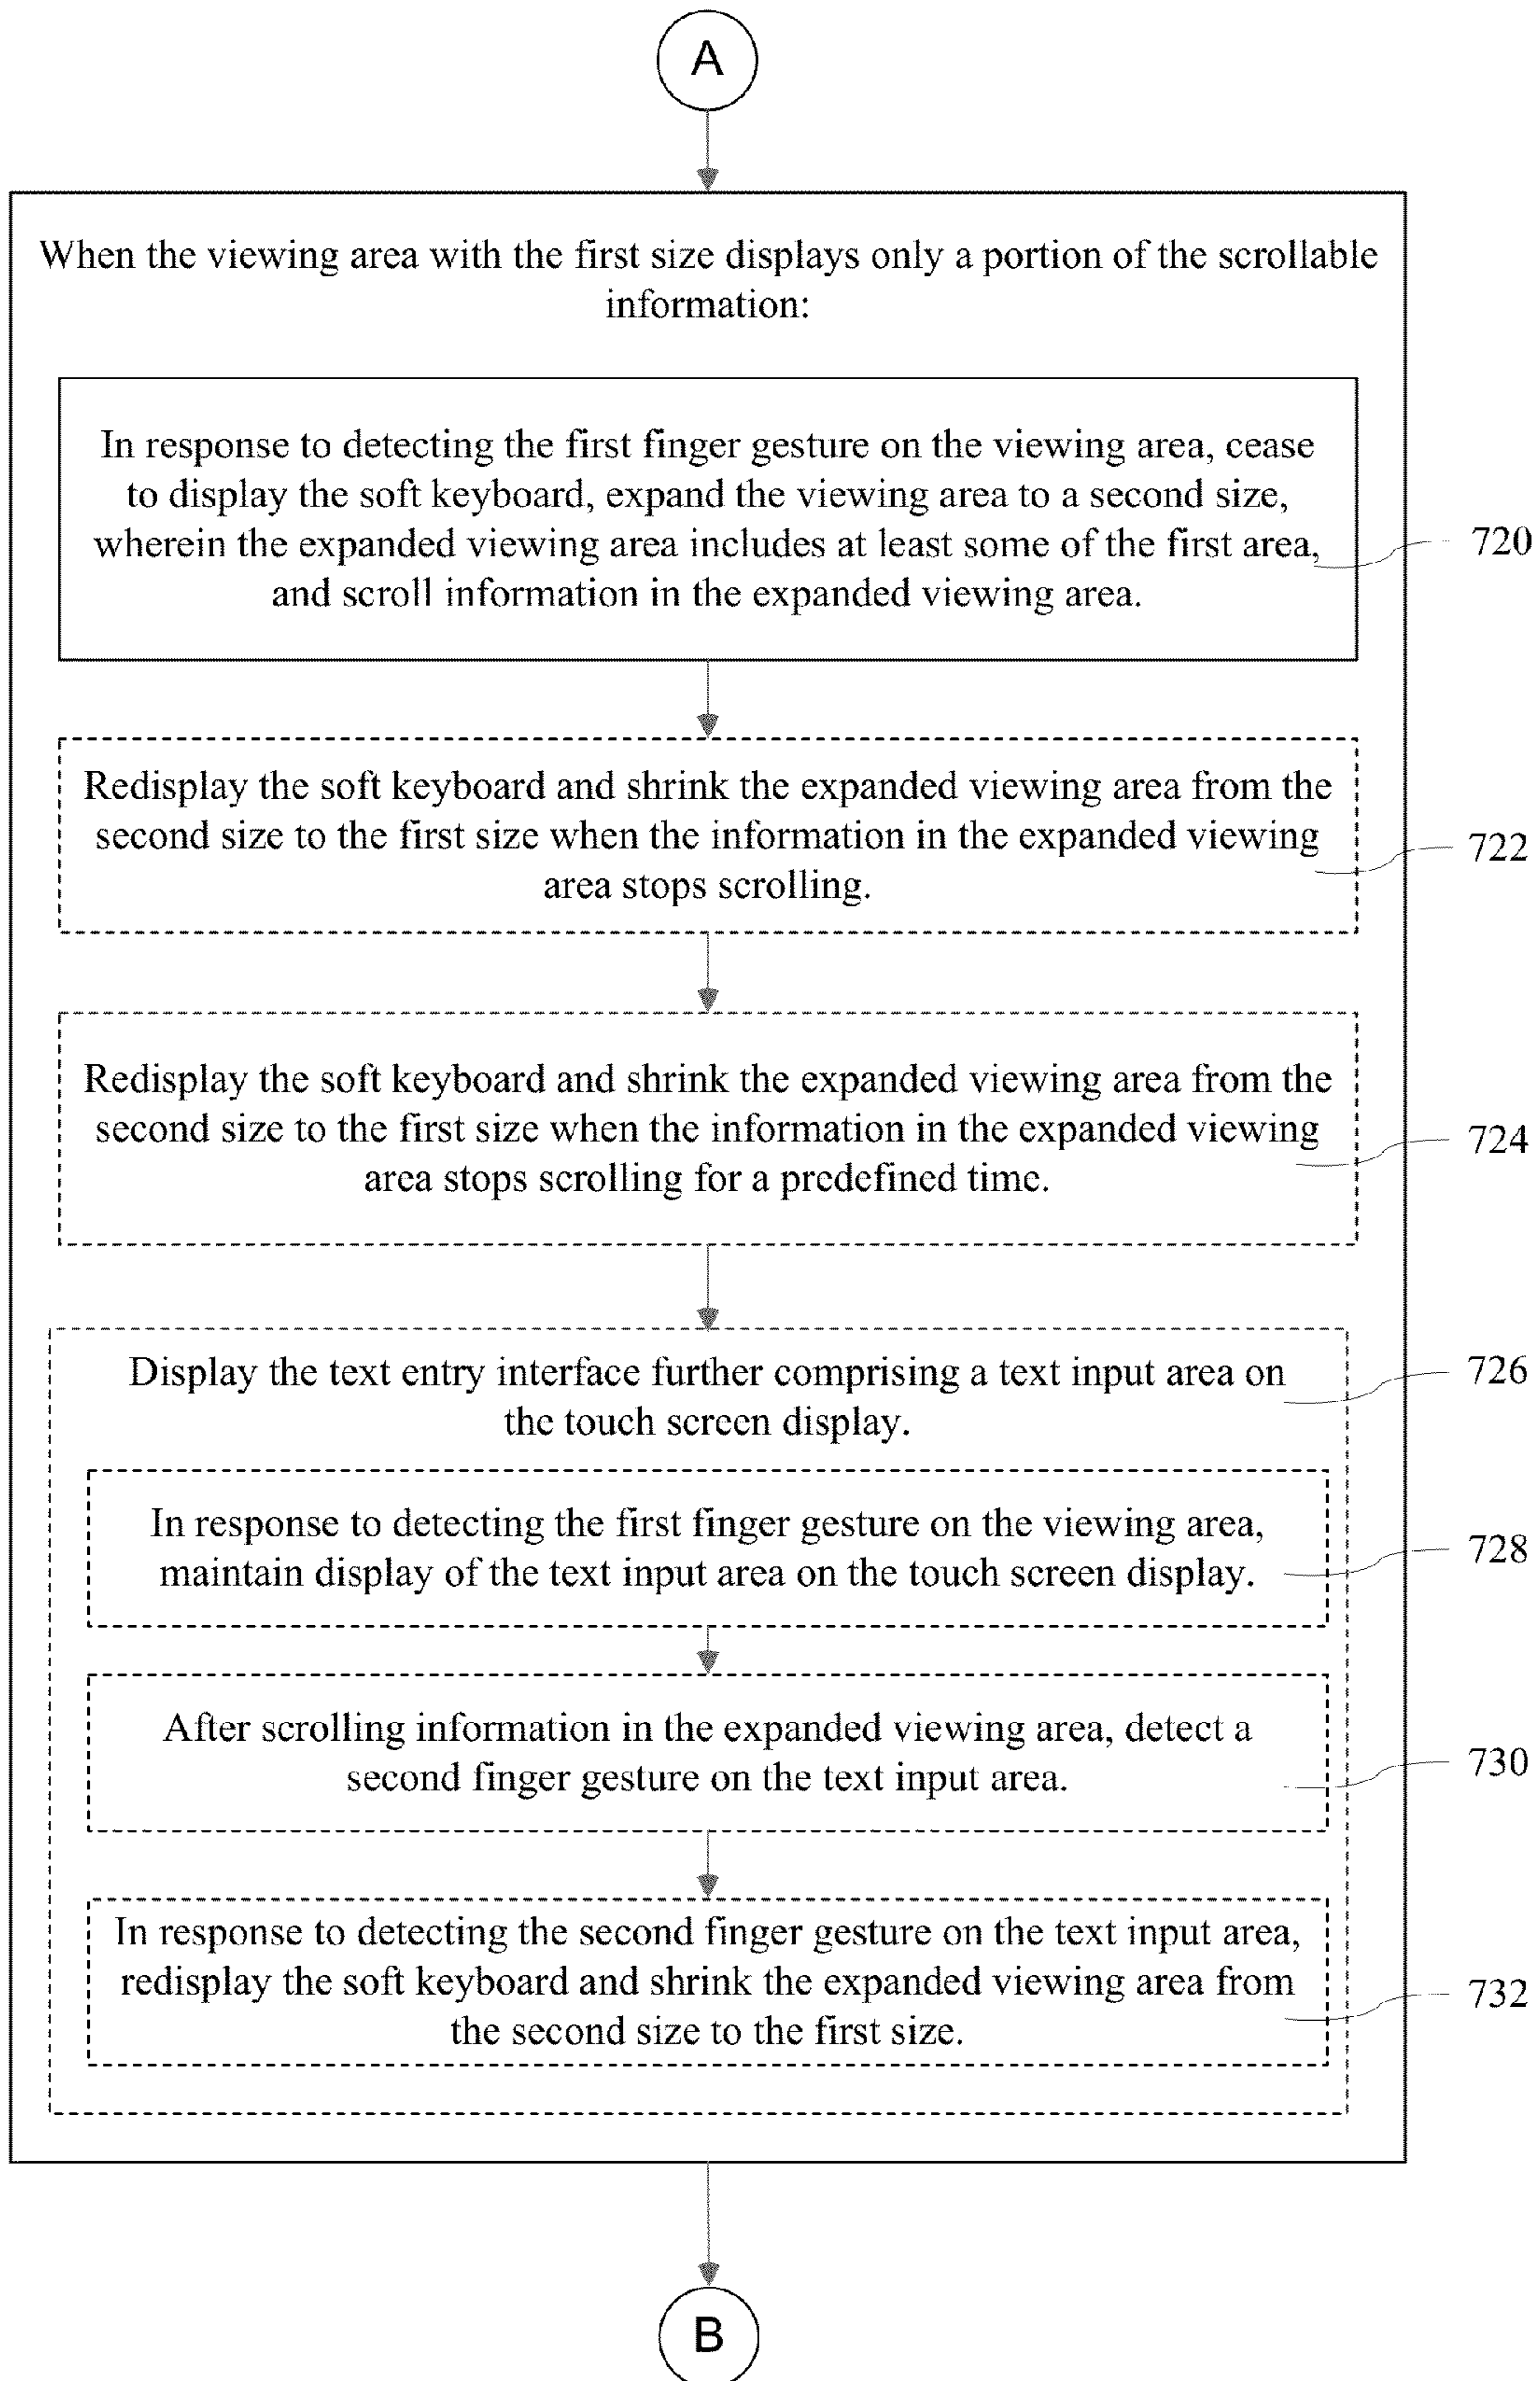 A
When the viewing area with the first size displays only a portion of the scrollable
information:
In response to detecting the first finger gesture on the viewing area, cease
to display the soft keyboard, expand the viewing area to a second size,
wherein the expanded viewing area includes at least some of the first area,
and scroll information in the expanded viewing area.
720
Redisplay the soft keyboard and shrink the expanded viewing area from the
second size to the first size when the information in the expanded viewing
area stops scrolling.
722
Redisplay the soft keyboard and shrink the expanded viewing area from the
second size to the first size when the information in the expanded viewing
area stops scrolling for a predefined time.
724
Display the text entry interface further comprising a text input area on
the touch screen display.
726
In response to detecting the first finger gesture on the viewing area,
maintain display of the text input area on the touch screen display.
728
After scrolling information in the expanded viewing area, detect a
second finger gesture on the text input area.
730
In response to detecting the second finger gesture on the text input area,
redisplay the soft keyboard and shrink the expanded viewing area from
the second size to the first size.
732
B